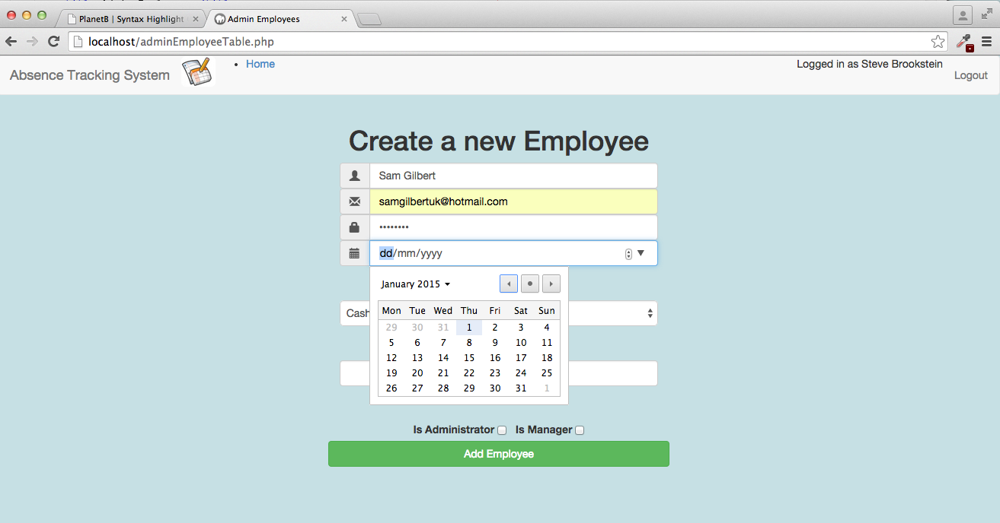 PlanetB | Syntax Highlight
Admin Employees
localhost/adminEmployeeTable.php
Absence Tracking System
Home
Logged in as Steve Brookstein
Logout
Create a new Employee
Sam Gilbert
samgilbertuk@hotmail.com
••••••••
dd/mm/yyyy
January 2015
Mon Tue Wed Thu Fri Sat Sun
29 30 31 1 2 3 4
5 6 7 8 9 10 11
12 13 14 15 16 17 18
19 20 21 22 23 24 25
26 27 28 29 30 31 1
Cash
Is Administrator Is Manager
Add Employee